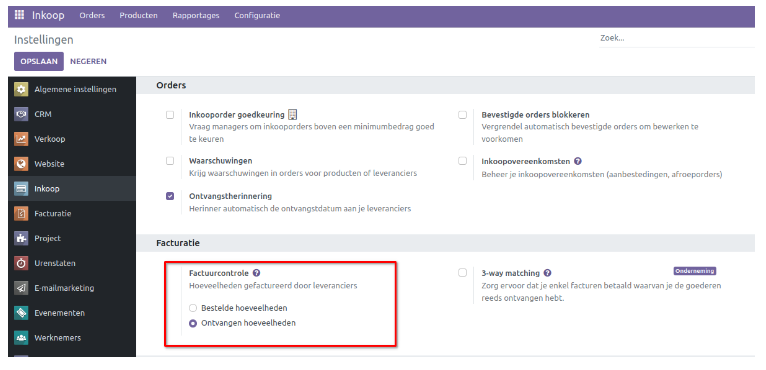 Inkoop Orders Producten Rapportages Configuratie
Instellingen
Zoek...
OPSLAAN NEGEREN
Algemene instellingen
CRM
Verkoop
Website
Inkoop
Facturatie
Project
Urenstaten
E-mailmarketing
Evenementen
Werknemers
Orders
Inkooporder goedkeuring
Vraag managers om inkooporders boven een minimumbedrag goed
te keuren
Bevestigde orders blokkeren
Vergrendel automatisch bevestigde orders om bewerken te
voorkomen
Waarschuwingen
Krijg waarschuwingen in orders voor producten of leveranciers
Inkoopovereenkomsten ?
Beheer je inkoopovereenkomsten (aanbestedingen, afroeporders)
Ontvangstherinnering
Herinner automatisch de ontvangstdatum aan je leveranciers
Facturatie
Factuurcontrole ?
Hoeveelheden gefactureerd door leveranciers
Bestelde hoeveelheden
Ontvangen hoeveelheden
3-way matching ?
Onderneming
Zorg ervoor dat je enkel facturen betaald waarvan je de goederen
reeds ontvangen hebt.